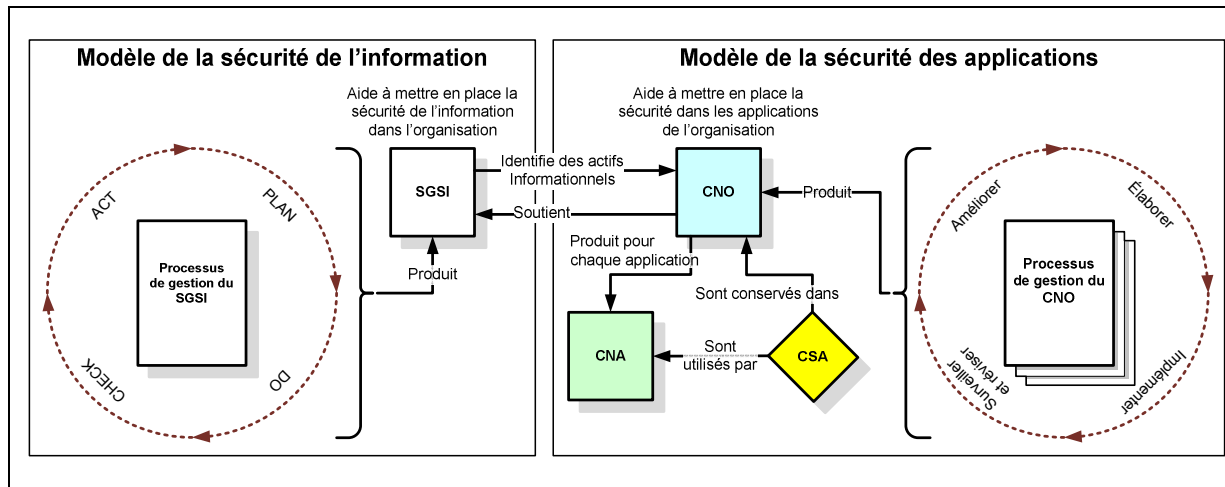 Modèle de la sécurité de l’information
Aide à mettre en place la
sécurité de l’information
dans l’organisation
ACT
PLAN
DO
CHECK
Processus
de gestion du
SGSI
Produit
SGSI
Identifie des actifs
Informationnels
Soutient
Modèle de la sécurité des applications
Aide à mettre en place la
sécurité dans les applications
de l’organisation
CNO
Produit
Produit pour
chaque application
Sont conservés dans
CNA
Sont
utilisés par
CSA
Améliorer
Élaborer
Implémenter
Surveiller
et réviser
Processus
de gestion du
CNO